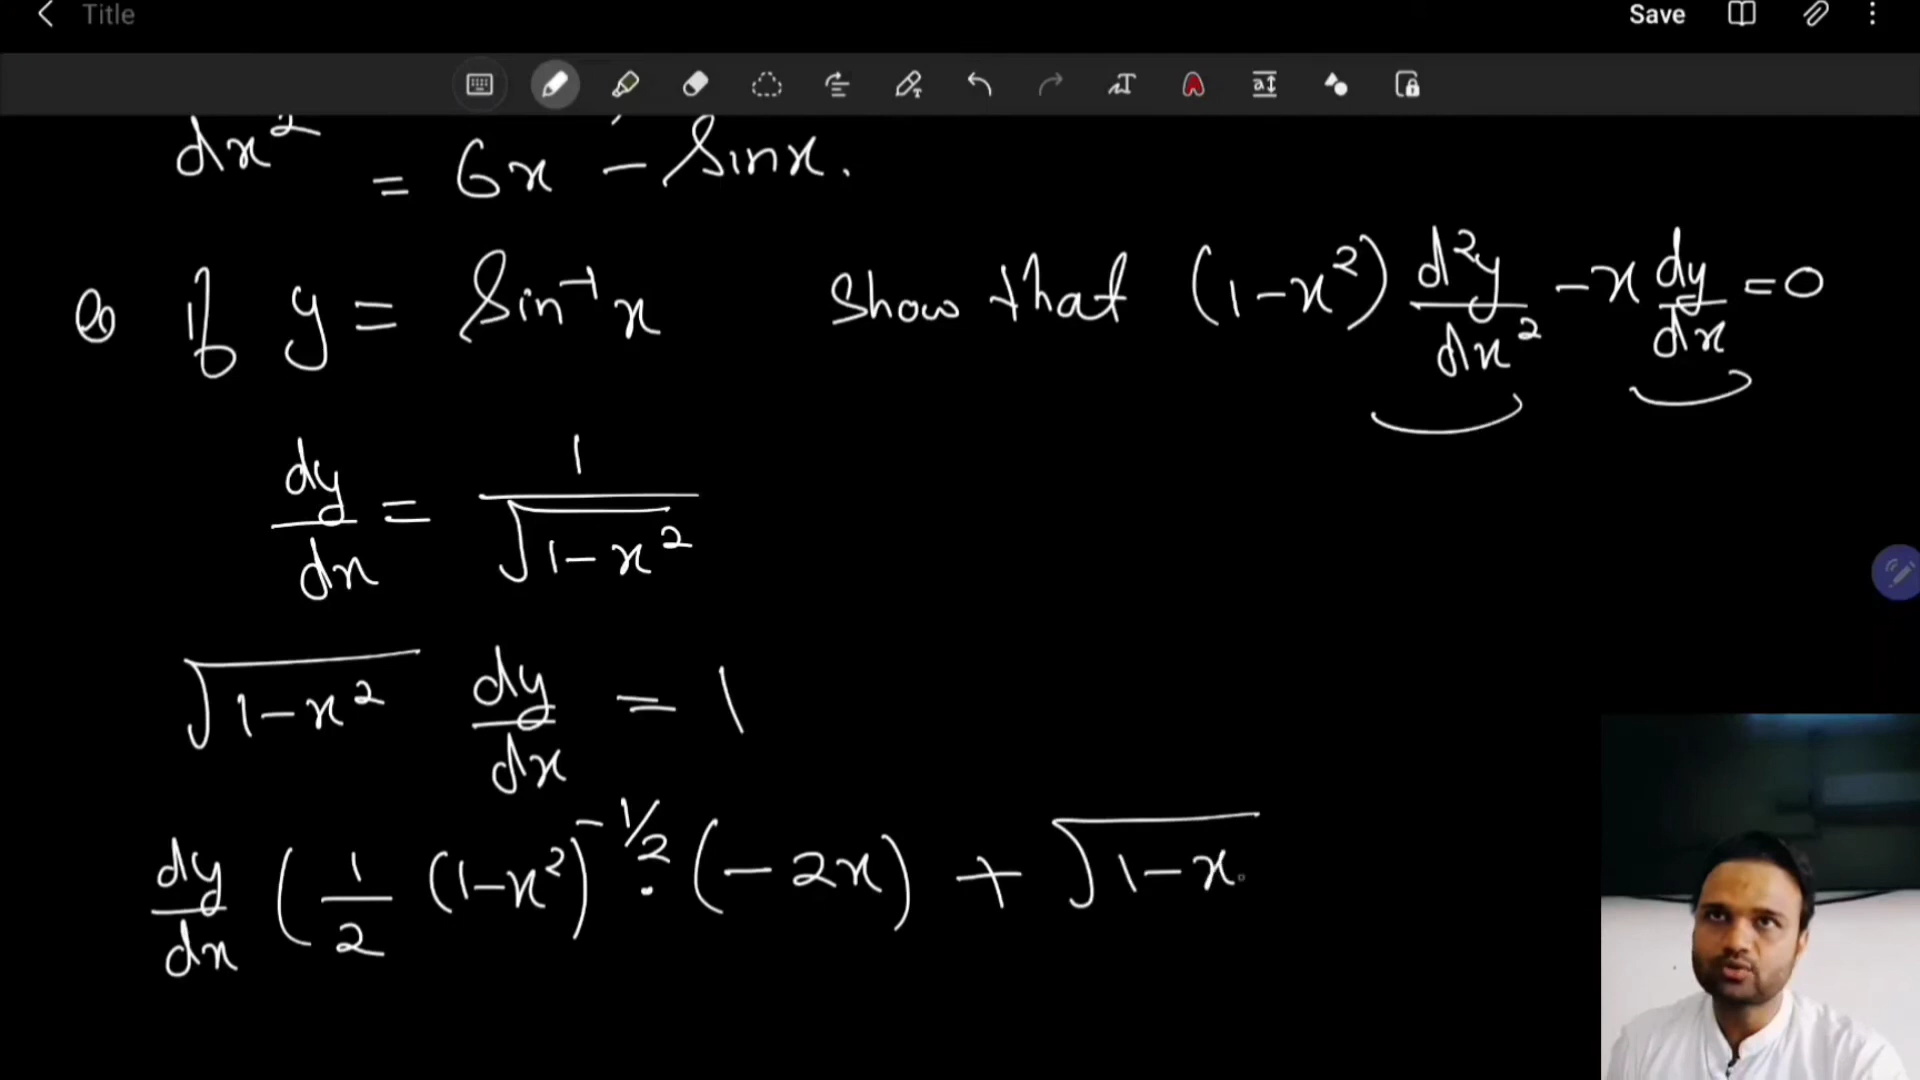 Title
Save
dx² = 6x - Sinx.
Q If y = Sin⁻¹x Show that (1-x²) d²y/dx² - x dy/dx = 0
dy/dx = 1/√(1-x²)
√(1-x²) dy/dx = 1
dy/dx (1/2 (1-x²)^(-1/2) . (-2x) + √1-x